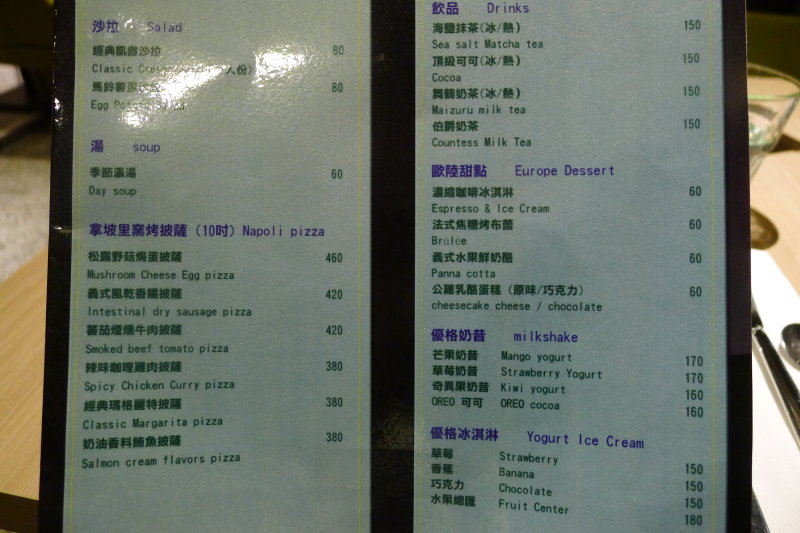 沙拉 Salad
經典凱撒沙拉 80
Classic 人份)
馬鈴薯蛋沙拉 80
Egg Potato Salad
湯 soup
季節濃湯 60
Day soup
拿坡里窯烤披薩 (10吋) Napoli pizza
松露野菇焗蛋披薩 460
Mushroom Cheese Egg pizza
義式風乾香腸披薩 420
Intestinal dry sausage pizza
蕃茄煙燻牛肉披薩 420
Smoked beef tomato pizza
辣味咖哩雞肉披薩 380
Spicy Chicken Curry pizza
經典瑪格麗特披薩 380
Classic Margarita pizza
奶油香料鮭魚披薩 380
Salmon cream flavors pizza
飲品 Drinks
海鹽抹茶(冰/熱) 150
Sea salt Matcha tea
頂級可可(冰/熱) 150
Cocoa
舞鶴奶茶(冰/熱) 150
Maizuru milk tea
伯爵奶茶 150
Countess Milk Tea
歐陸甜點 Europe Dessert
濃縮咖啡冰淇淋 60
Espresso & Ice Cream
法式焦糖烤布蕾 60
Brülee
義式水果鮮奶酪 60
Panna cotta
公雞乳酪蛋糕 (原味/巧克力) 60
cheesecake cheese / chocolate
優格奶昔 milkshake
芒果奶昔 Mango yogurt 170
草莓奶昔 Strawberry Yogurt 170
奇異果奶昔 Kiwi yogurt 160
OREO 可可 OREO cocoa 160
優格冰淇淋 Yogurt Ice Cream
草莓 Strawberry 150
香蕉 Banana 150
巧克力 Chocolate 150
水果總匯 Fruit Center 180